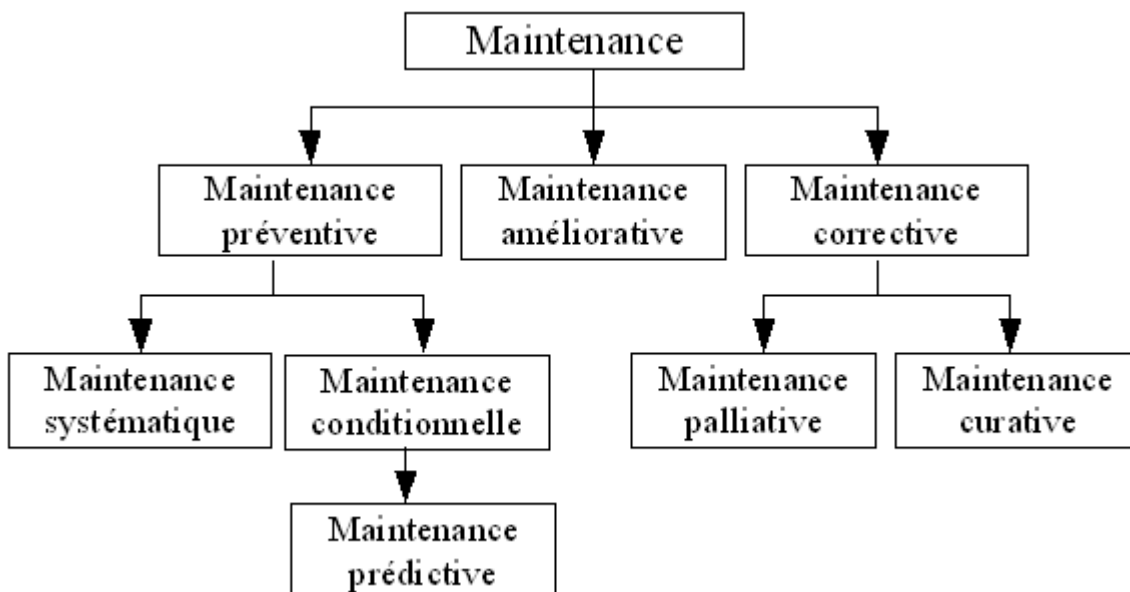 Maintenance
Maintenance
préventive
Maintenance
améliorative
Maintenance
corrective
Maintenance
systématique
Maintenance
conditionnelle
Maintenance
palliative
Maintenance
curative
Maintenance
prédictive